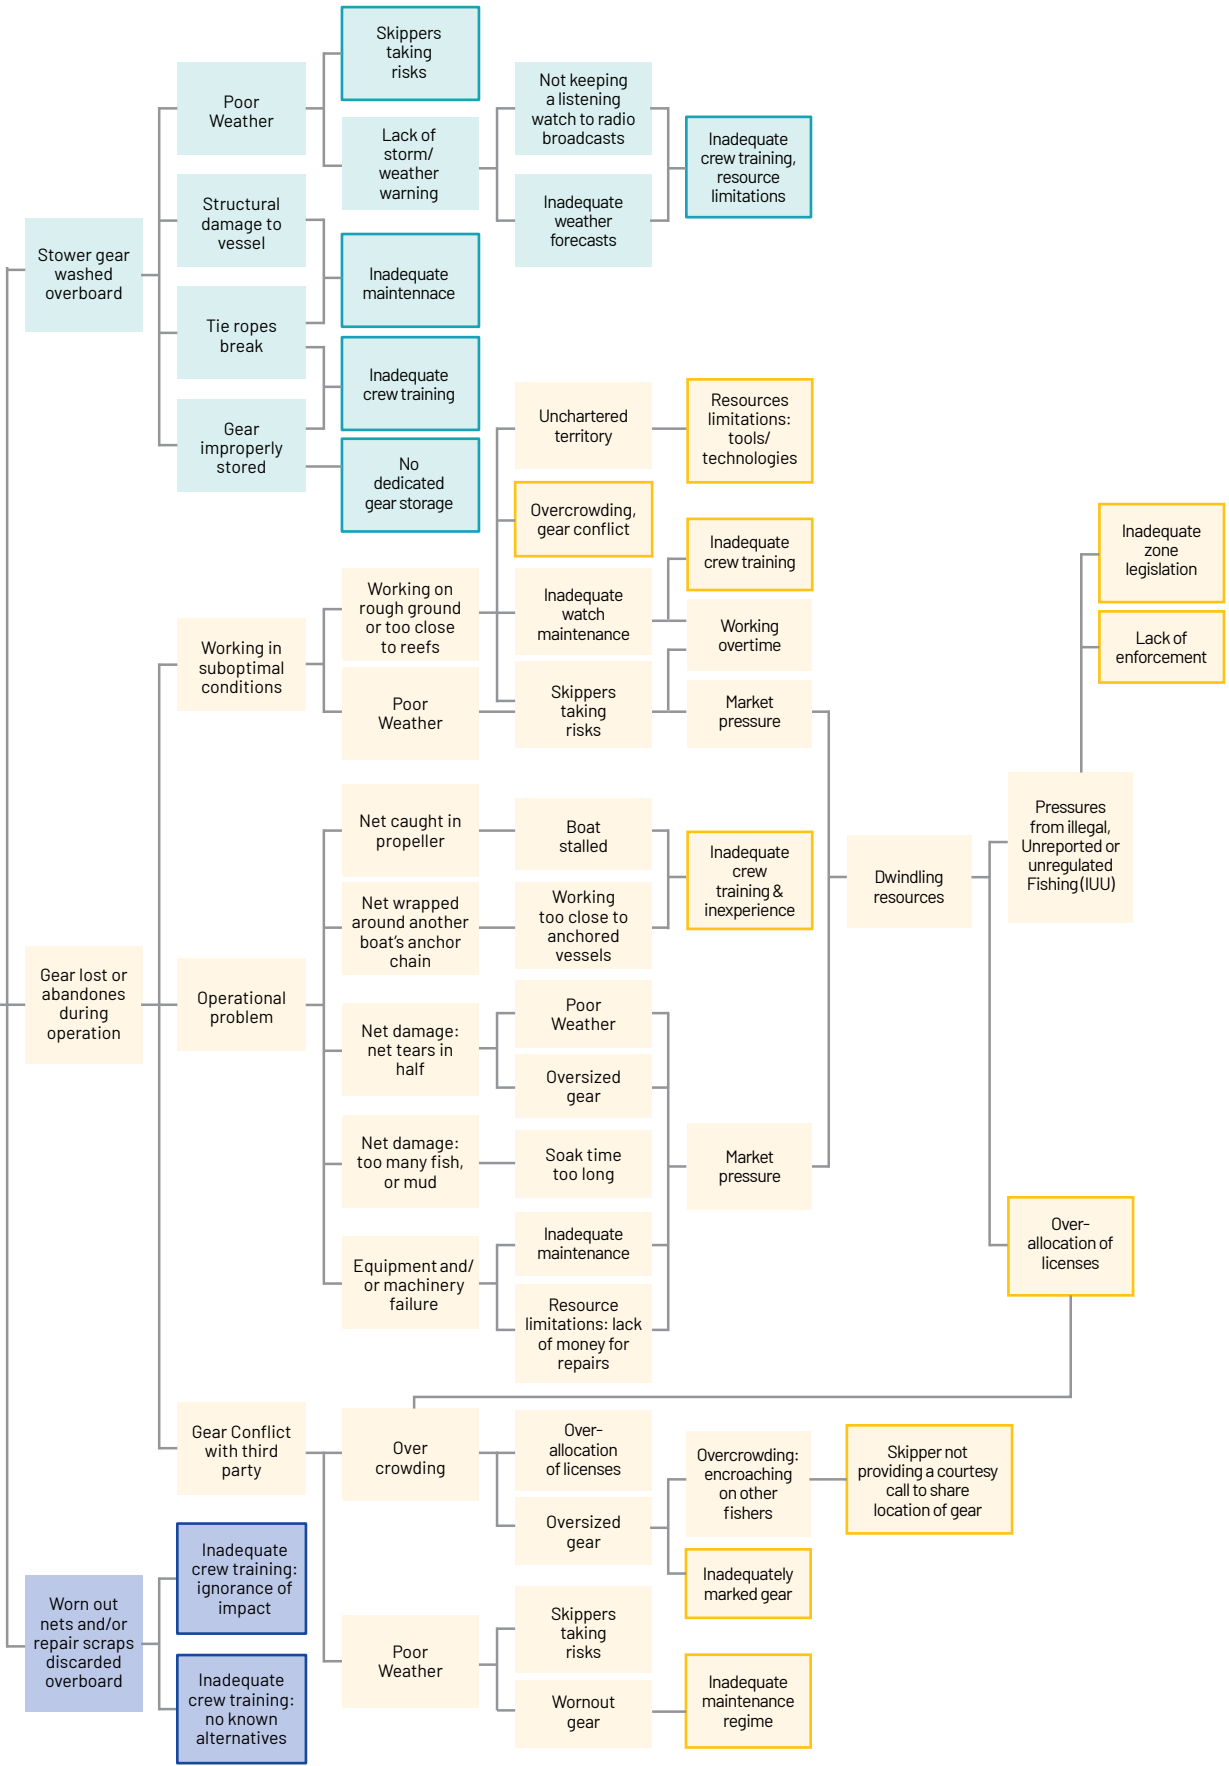 Stower gear
washed
overboard
Poor
Weather
Structural
damage to
vessel
Tie ropes
break
Gear
improperly
stored
Skippers
taking
risks
Lack of
storm/
weather
warning
Inadequate
maintennace
Inadequate
crew training
No
dedicated
gear storage
Not keeping
a listening
watch to radio
broadcasts
Inadequate
weather
forecasts
Inadequate
crew training,
resource
limitations
Gear lost or
abandones
during
operation
Working in
suboptimal
conditions
Working on
rough ground
or too close
to reefs
Poor
Weather
Unchartered
territory
Overcrowding,
gear conflict
Inadequate
watch
maintenance
Skippers
taking
risks
Resources
limitations:
tools/
technologies
Inadequate
crew training
Working
overtime
Market
pressure
Operational
problem
Net caught in
propeller
Net wrapped
around another
boat's anchor
chain
Net damage:
net tears in
half
Net damage:
too many fish,
or mud
Equipment and/
or machinery
failure
Boat
stalled
Working
too close to
anchored
vessels
Poor
Weather
Oversized
gear
Soak time
too long
Inadequate
maintenance
Resource
limitations: lack
of money for
repairs
Inadequate
crew
training &
inexperience
Market
pressure
Dwindling
resources
Inadequate
zone
legislation
Lack of
enforcement
Pressures
from illegal,
Unreported or
unregulated
Fishing (IUU)
Over-
allocation of
licenses
Gear Conflict
with third
party
Over
crowding
Poor
Weather
Over-
allocation
of licenses
Oversized
gear
Overcrowding:
encroaching
on other
fishers
Skipper not
providing a courtesy
call to share
location of gear
Inadequately
marked gear
Skippers
taking
risks
Wornout
gear
Inadequate
maintenance
regime
Worn out
nets and/or
repair scraps
discarded
overboard
Inadequate
crew training:
ignorance of
impact
Inadequate
crew training:
no known
alternatives